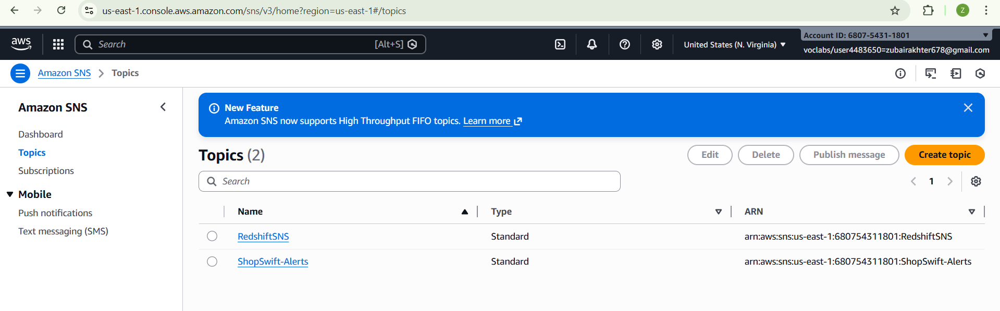 us-east-1.console.aws.amazon.com/sns/v3/home?region=us-east-1#/topics
Z
aws
Search
[Alt+S]
United States (N. Virginia)
Account ID: 6807-5431-1801
voclabs/user4483650=zubairakhter678@gmail.com
Amazon SNS
Topics
Amazon SNS
Dashboard
Topics
Subscriptions
Mobile
Push notifications
Text messaging (SMS)
New Feature
Amazon SNS now supports High Throughput FIFO topics. Learn more
Topics (2)
Edit
Delete
Publish message
Create topic
Search
1
Name
Type
ARN
RedshiftSNS
Standard
arn:aws:sns:us-east-1:680754311801:RedshiftSNS
ShopSwift-Alerts
Standard
arn:aws:sns:us-east-1:680754311801:ShopSwift-Alerts